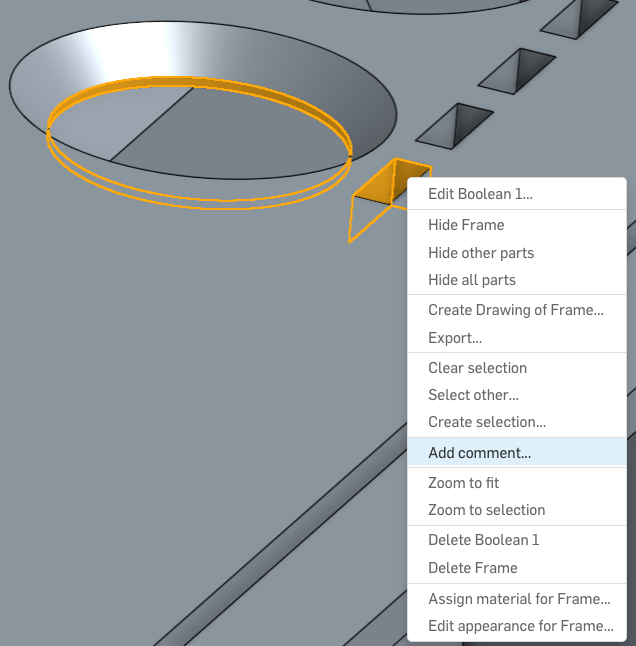 Edit Boolean 1...
Hide Frame
Hide other parts
Hide all parts
Create Drawing of Frame...
Export...
Clear selection
Select other...
Create selection...
Add comment...
Zoom to fit
Zoom to selection
Delete Boolean 1
Delete Frame
Assign material for Frame...
Edit appearance for Frame...